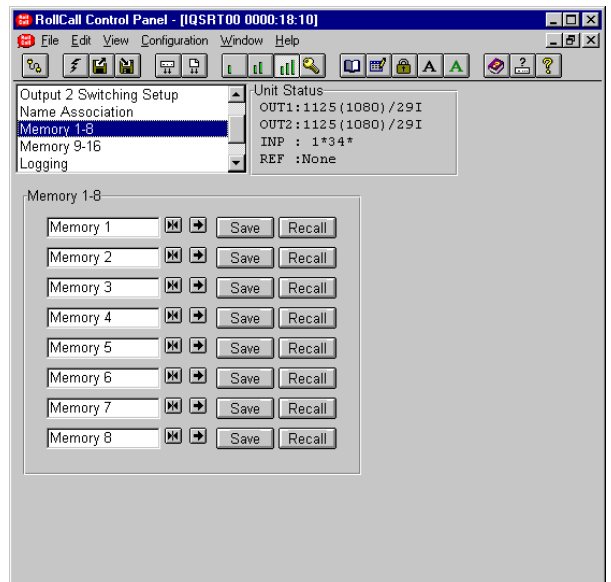 RollCall Control Panel - [IQSRT00 0000:18:10]
File Edit View Configuration Window Help
A A
Output 2 Switching Setup
Name Association
Memory 1-8
Memory 9-16
Logging
Unit Status
OUT1:1125(1080)/29I
OUT2:1125(1080)/29I
INP : 1*34*
REF :None
Memory 1-8
Memory 1 Save Recall
Memory 2 Save Recall
Memory 3 Save Recall
Memory 4 Save Recall
Memory 5 Save Recall
Memory 6 Save Recall
Memory 7 Save Recall
Memory 8 Save Recall